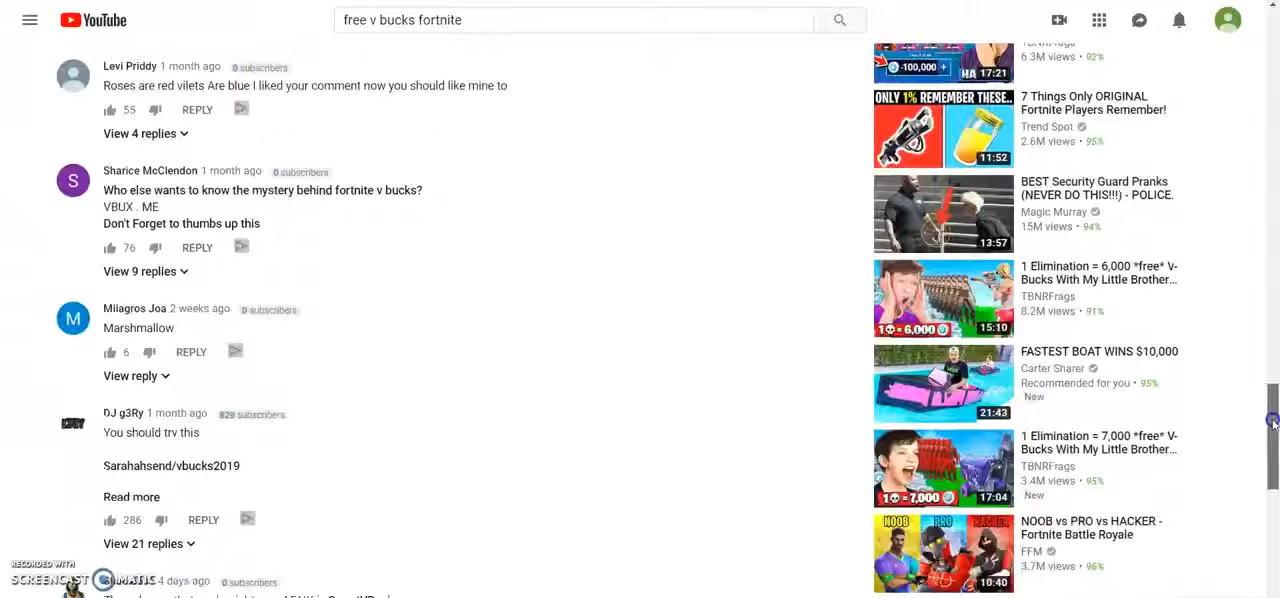 YouTube
free v bucks fortnite
Levi Priddy 1 month ago 0 subscribers
Roses are red vilets Are blue I liked your comment now you should like mine to
55 REPLY
View 4 replies
S
Sharice McClendon 1 month ago 0 subscribers
Who else wants to know the mystery behind fortnite v bucks?
VBUX . ME
Don't Forget to thumbs up this
76 REPLY
View 9 replies
M
Miiagros Joa 2 weeks ago 0 subscribers
Marshmallow
6 REPLY
View reply
DJ g3Ry 1 month ago 829 subscribers
You should try this
Sarahahsend/vbucks2019
Read more
286 REPLY
View 21 replies
RECORDED WITH
SCREENCAST MATIC
4 days ago 0 subscribers
-100,000 +
17:21
TBNRFrags
6.3M views • 92%
ONLY 1% REMEMBER THESE..
11:52
7 Things Only ORIGINAL
Fortnite Players Remember!
Trend Spot
2.6M views • 95%
13:57
BEST Security Guard Pranks
(NEVER DO THIS!!!) - POLICE.
Magic Murray
15M views • 94%
1 = 6,000
15:10
1 Elimination = 6,000 *free* V-
Bucks With My Little Brother...
TBNRFrags
8.2M views • 91%
21:43
FASTEST BOAT WINS $10,000
Carter Sharer
Recommended for you • 95%
New
1 = 7,000
17:04
1 Elimination = 7,000 *free* V-
Bucks With My Little Brother...
TBNRFrags
3.4M views • 95%
New
NOOB PRO HACKER
10:40
NOOB vs PRO vs HACKER -
Fortnite Battle Royale
FFM
3.7M views • 96%